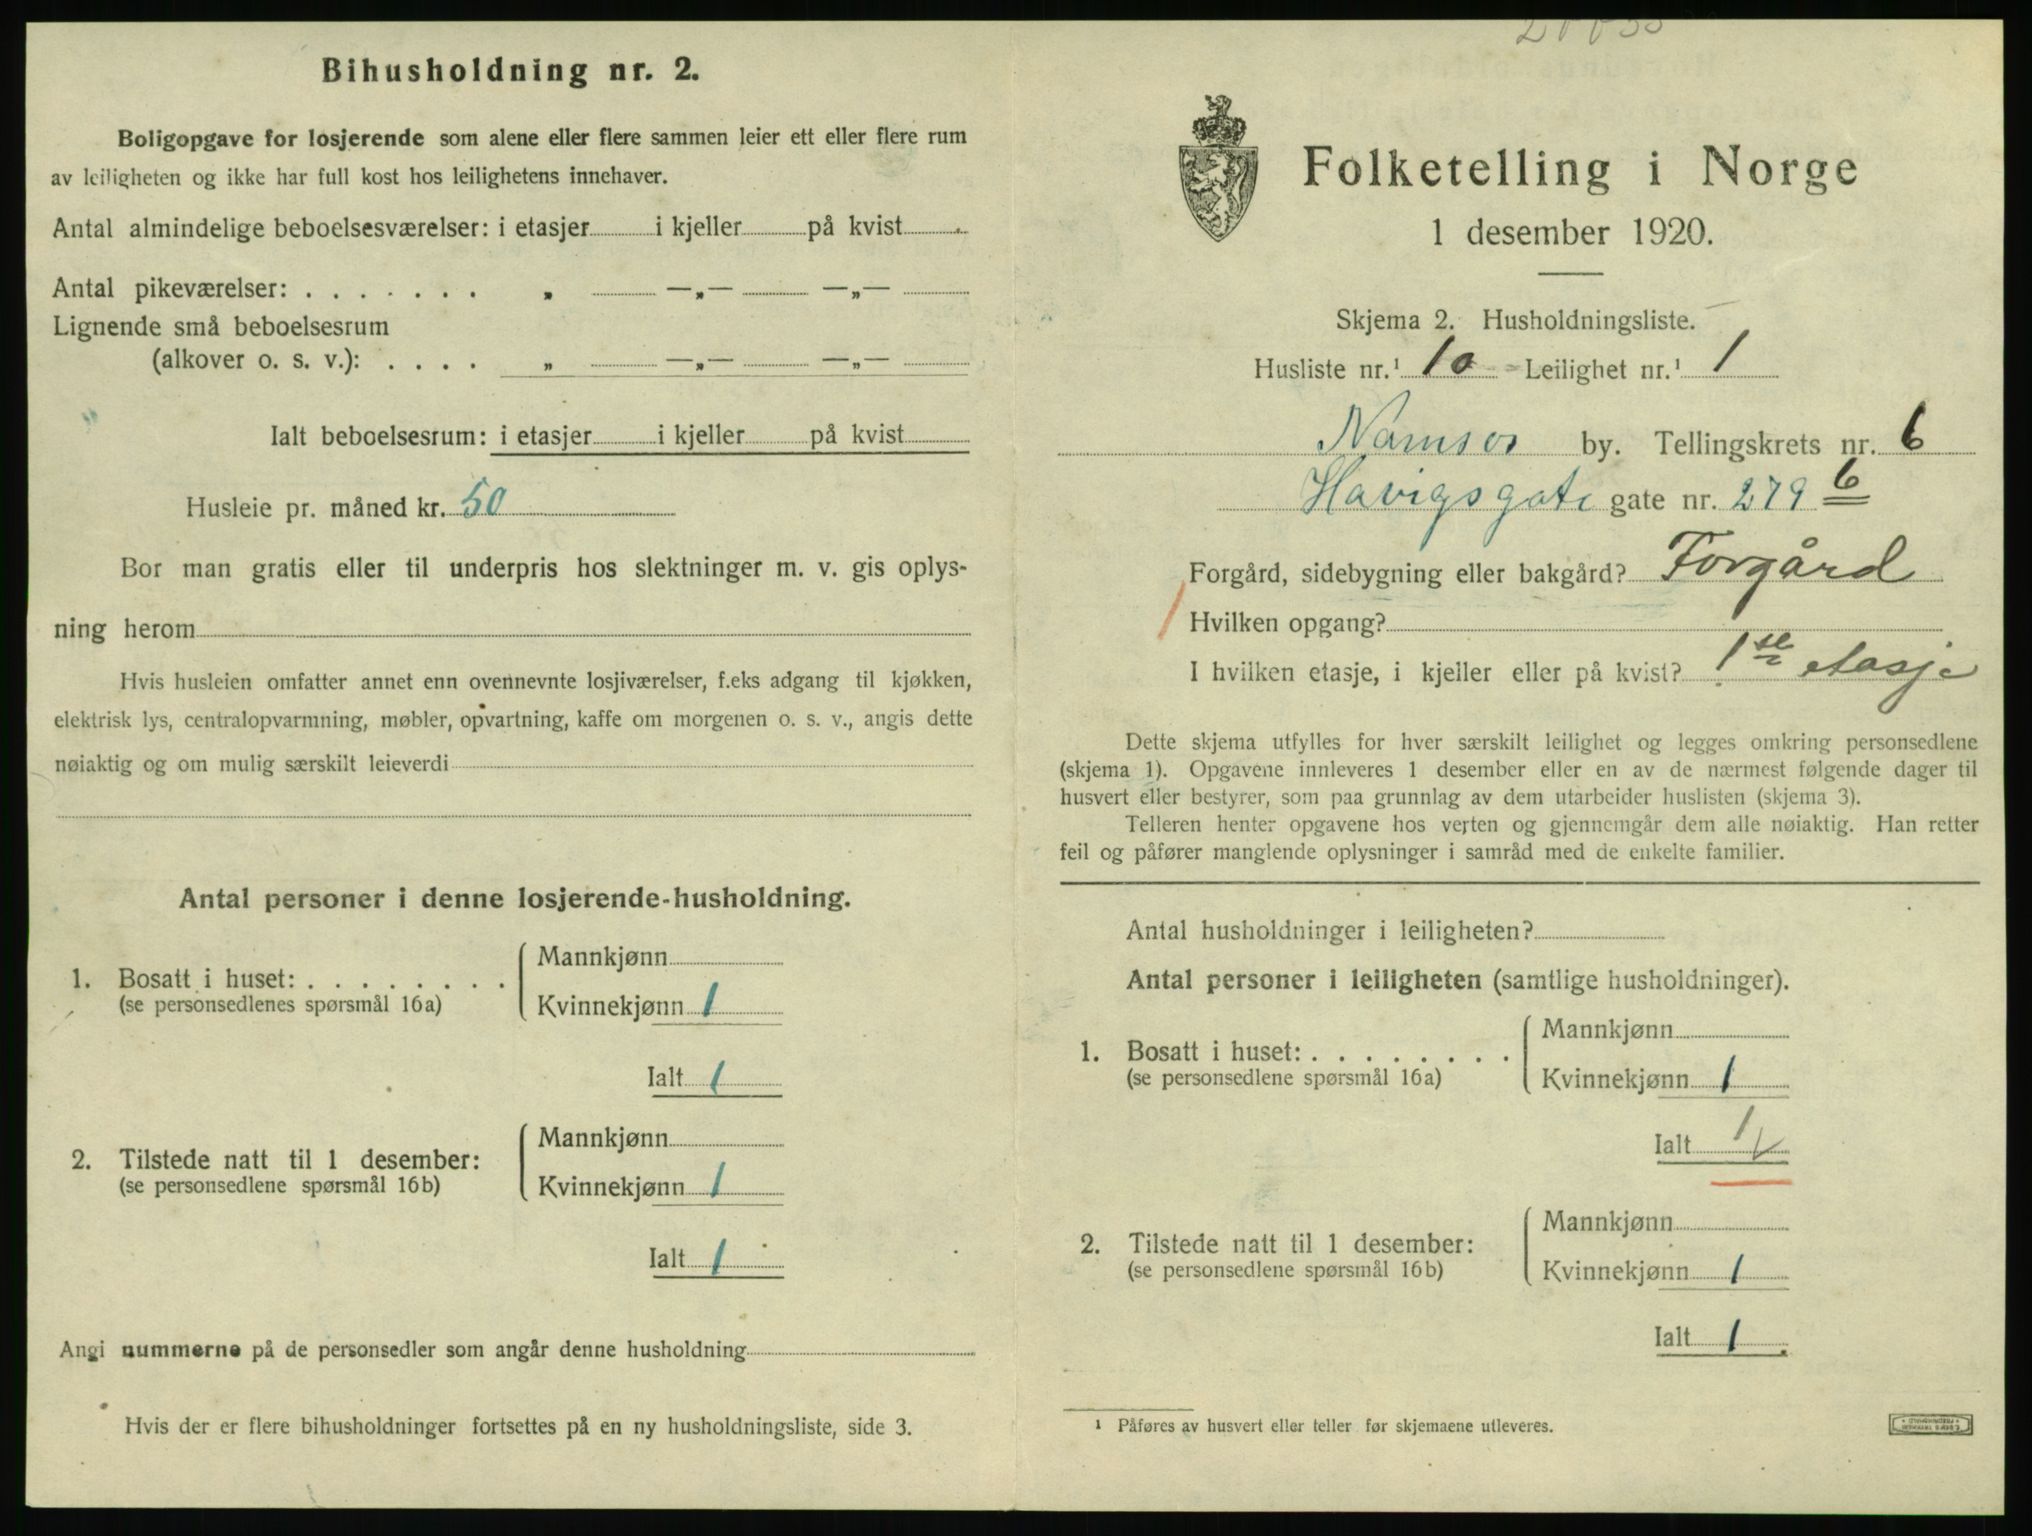 Bihusholdning nr. 2.
Boligopgave for losjerende som alene eller flere sammen leier ett eller flere rum
av leiligheten og ikke har full kost hos leilighetens innehaver.
Antal almindelige beboelsesværelser: i etasjer i kjeller på kvist
Antal pikeværelser: . . . . . . . „ —„— —„—
Lignende små beboelsesrum
(alkover o. s. v.): . . . . „ —„— —„—
Ialt beboelsesrum: i etasjer i kjeller på kvist
Husleie pr. måned kr. 50
Bor man gratis eller til underpris hos slektninger m. v. gis oplys-
ning herom
Hvis husleien omfatter annet enn ovennevnte losjiværelser, f.eks adgang til kjøkken,
elektrisk lys, centralopvarmning, møbler, opvartning, kaffe om morgenen o. s. v., angis dette
nøiaktig og om mulig særskilt leieverdi
Antal personer i denne losjerende-husholdning.
1. Bosatt i huset: . . . . . . . .
(se personsedlenes spørsmål 16a)
Mannkjønn
Kvinnekjønn 1
Ialt 1
2. Tilstede natt til 1 desember:
(se personsedlene spørsmål 16b)
Mannkjønn
Kvinnekjønn 1
Ialt 1
Angi nummerne på de personsedler som angår denne husholdning
Hvis der er flere bihusholdninger fortsettes på en ny husholdningsliste, side 3.
Folketelling i Norge
1 desember 1920.
Skjema 2. Husholdningsliste.
Husliste nr.¹ 10 - Leilighet nr.¹ 1
Namsos by. Tellingskrets nr. 6
Havigsgate gate nr. 279 6
Forgård, sidebygning eller bakgård? Forgård
Hvilken opgang?
I hvilken etasje, i kjeller eller på kvist? 1ste etasje
Dette skjema utfylles for hver særskilt leilighet og legges omkring personsedlene
(skjema 1). Opgavene innleveres 1 desember eller en av de nærmest følgende dager til
husvert eller bestyrer, som paa grunnlag av dem utarbeider huslisten (skjema 3).
Telleren henter opgavene hos verten og gjennemgår dem alle nøiaktig. Han retter
feil og påfører manglende oplysninger i samråd med de enkelte familier.
Antal husholdninger i leiligheten?
Antal personer i leiligheten (samtlige husholdninger).
1. Bosatt i huset: . . . . . . . .
(se personsedlene spørsmål 16a)
Mannkjønn
Kvinnekjønn 1
Ialt 1
2. Tilstede natt til 1 desember:
(se personsedlene spørsmål 16b)
Mannkjønn
Kvinnekjønn 1
Ialt 1
¹ Påføres av husvert eller teller før skjemaene utleveres.